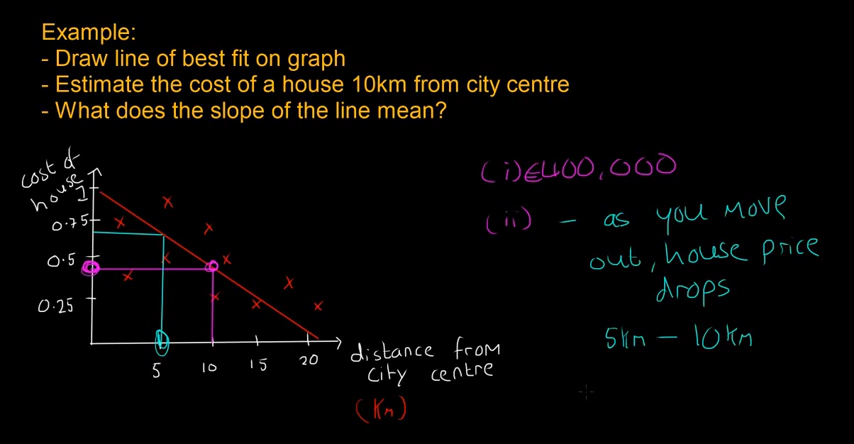 Example:
- Draw line of best fit on graph
- Estimate the cost of a house 10km from city centre
- What does the slope of the line mean?
cost of
house
1
0.75
0.5
0.25
5
10
15
20
distance from
city centre
(Km)
(i) €400,000
(ii) - as you move
out, house price
drops
5km - 10km